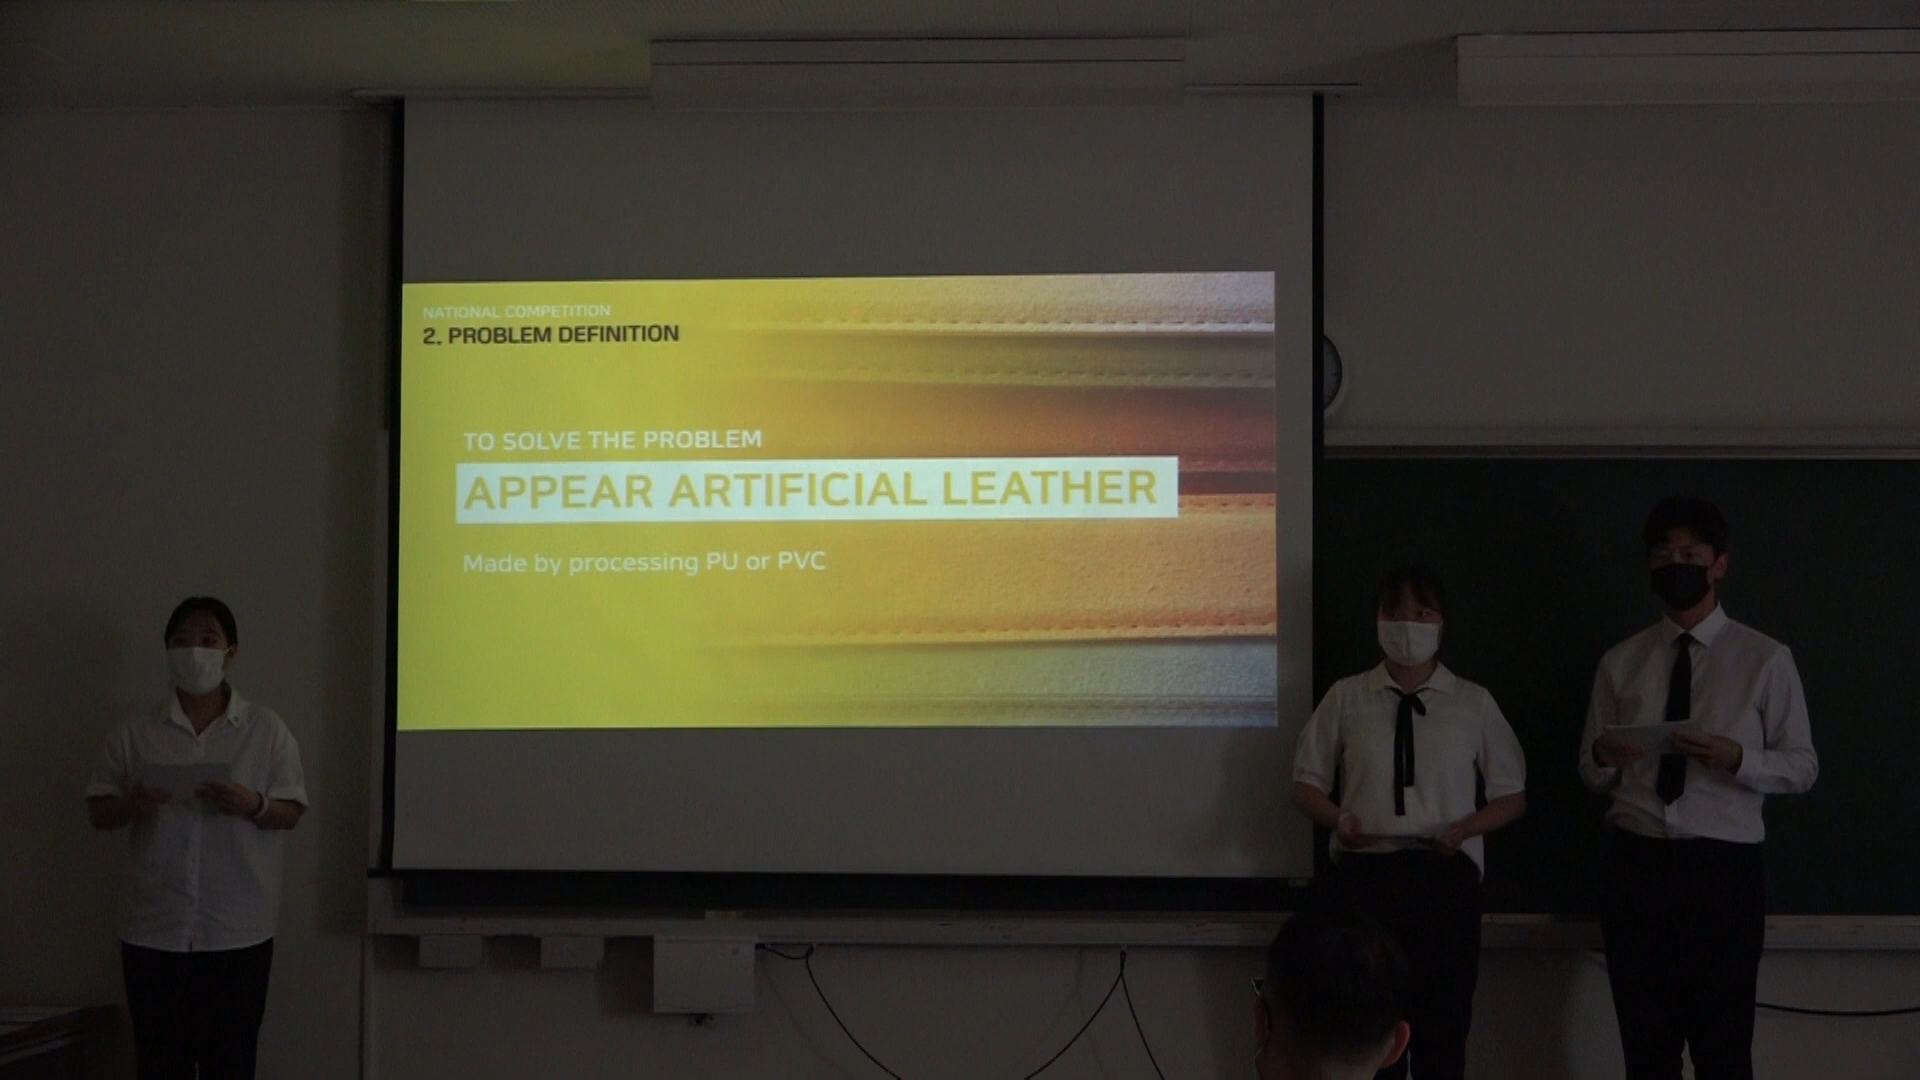 NATIONAL COMPETITION
2. PROBLEM DEFINITION
TO SOLVE THE PROBLEM
APPEAR ARTIFICIAL LEATHER
Made by processing PU or PVC